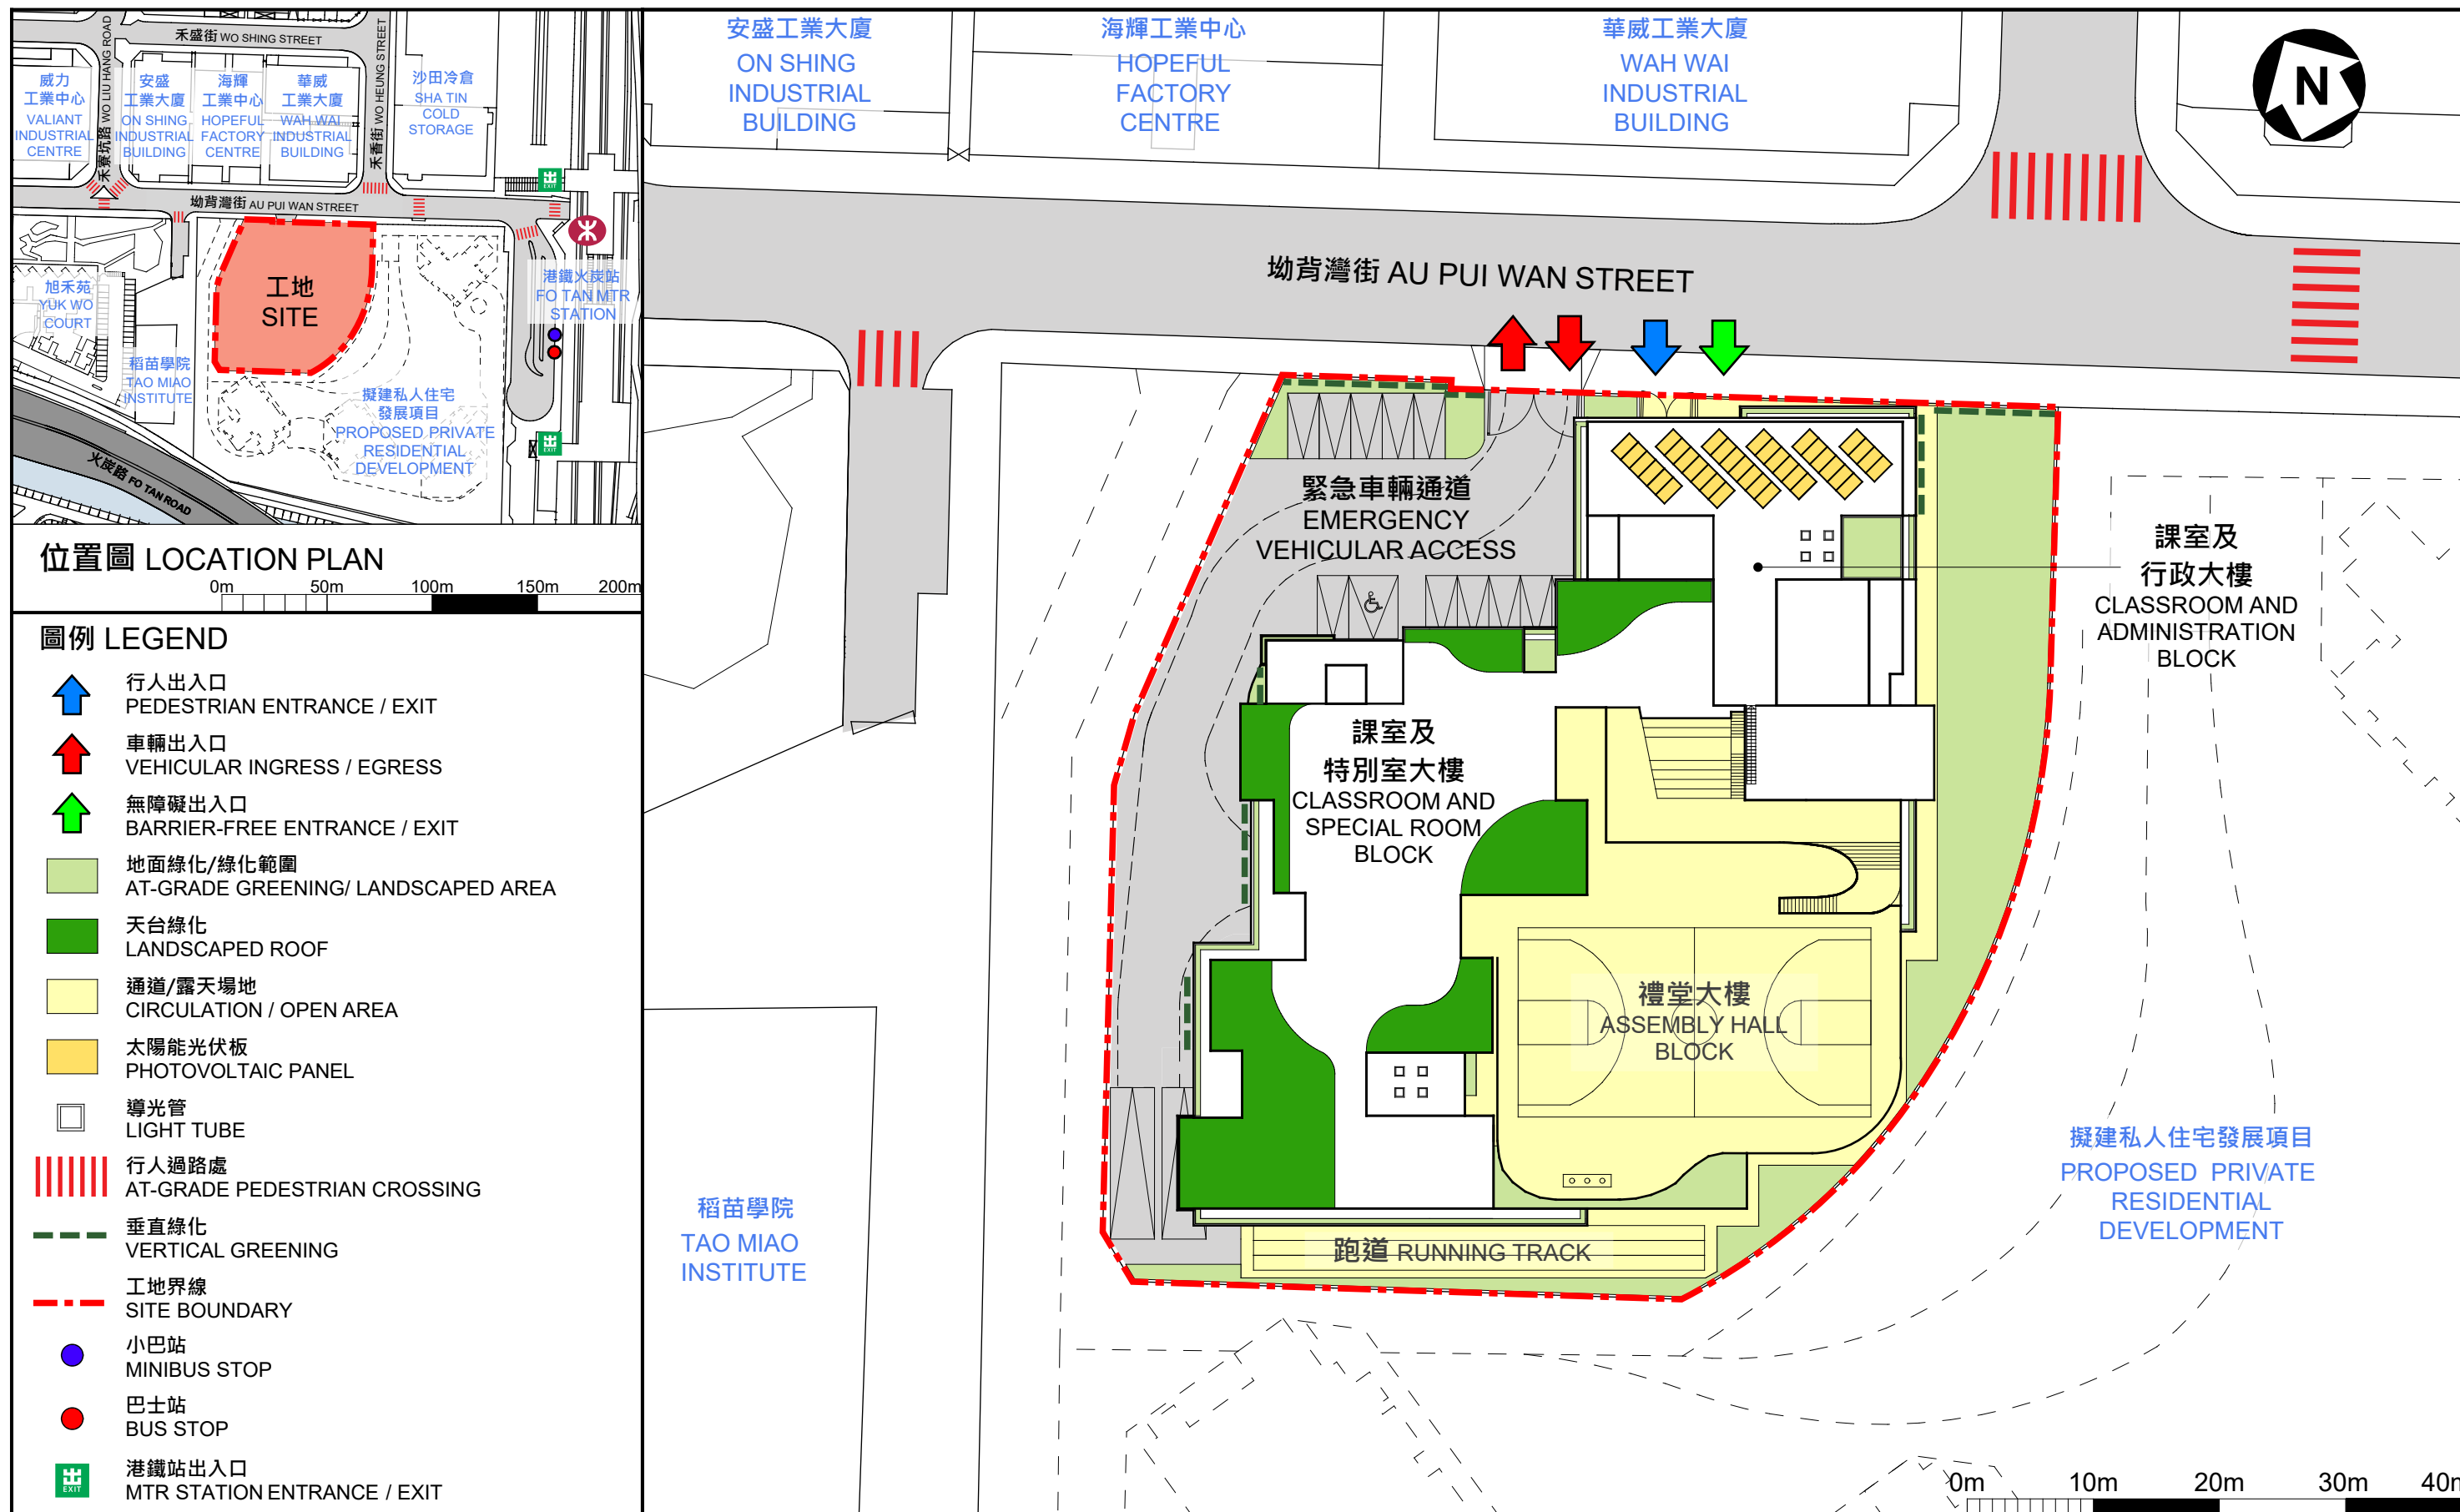 禾盛街 WO SHING STREET
禾寮坑路 WO LIU HANG ROAD
禾香街 WO HEUNG STREET
威力
工業中心
VALIANT
INDUSTRIAL
CENTRE
安盛
工業大廈
ON SHING
INDUSTRIAL
BUILDING
海輝
工業中心
HOPEFUL
FACTORY
CENTRE
華威
工業大廈
WAH WAI
INDUSTRIAL
BUILDING
沙田冷倉
SHA TIN
COLD
STORAGE
出
EXIT
坳背灣街 AU PUI WAN STREET
工地
SITE
旭禾苑
YUK WO
COURT
稻苗學院
TAO MIAO
INSTITUTE
港鐵火炭站
FO TAN MTR
STATION
擬建私人住宅
發展項目
PROPOSED PRIVATE
RESIDENTIAL
DEVELOPMENT
出
EXIT
火炭路 FO TAN ROAD
位置圖 LOCATION PLAN
0m 50m 100m 150m 200m
圖例 LEGEND
行人出入口
PEDESTRIAN ENTRANCE / EXIT
車輛出入口
VEHICULAR INGRESS / EGRESS
無障礙出入口
BARRIER-FREE ENTRANCE / EXIT
地面綠化/綠化範圍
AT-GRADE GREENING/ LANDSCAPED AREA
天台綠化
LANDSCAPED ROOF
通道/露天場地
CIRCULATION / OPEN AREA
太陽能光伏板
PHOTOVOLTAIC PANEL
導光管
LIGHT TUBE
行人過路處
AT-GRADE PEDESTRIAN CROSSING
垂直綠化
VERTICAL GREENING
工地界線
SITE BOUNDARY
小巴站
MINIBUS STOP
巴士站
BUS STOP
出
EXIT
港鐵站出入口
MTR STATION ENTRANCE / EXIT
安盛工業大廈
ON SHING
INDUSTRIAL
BUILDING
海輝工業中心
HOPEFUL
FACTORY
CENTRE
華威工業大廈
WAH WAI
INDUSTRIAL
BUILDING
N
坳背灣街 AU PUI WAN STREET
緊急車輛通道
EMERGENCY
VEHICULAR ACCESS
課室及
行政大樓
CLASSROOM AND
ADMINISTRATION
BLOCK
課室及
特別室大樓
CLASSROOM AND
SPECIAL ROOM
BLOCK
禮堂大樓
ASSEMBLY HALL
BLOCK
跑道 RUNNING TRACK
稻苗學院
TAO MIAO
INSTITUTE
擬建私人住宅發展項目
PROPOSED PRIVATE
RESIDENTIAL
DEVELOPMENT
0m 10m 20m 30m 40m